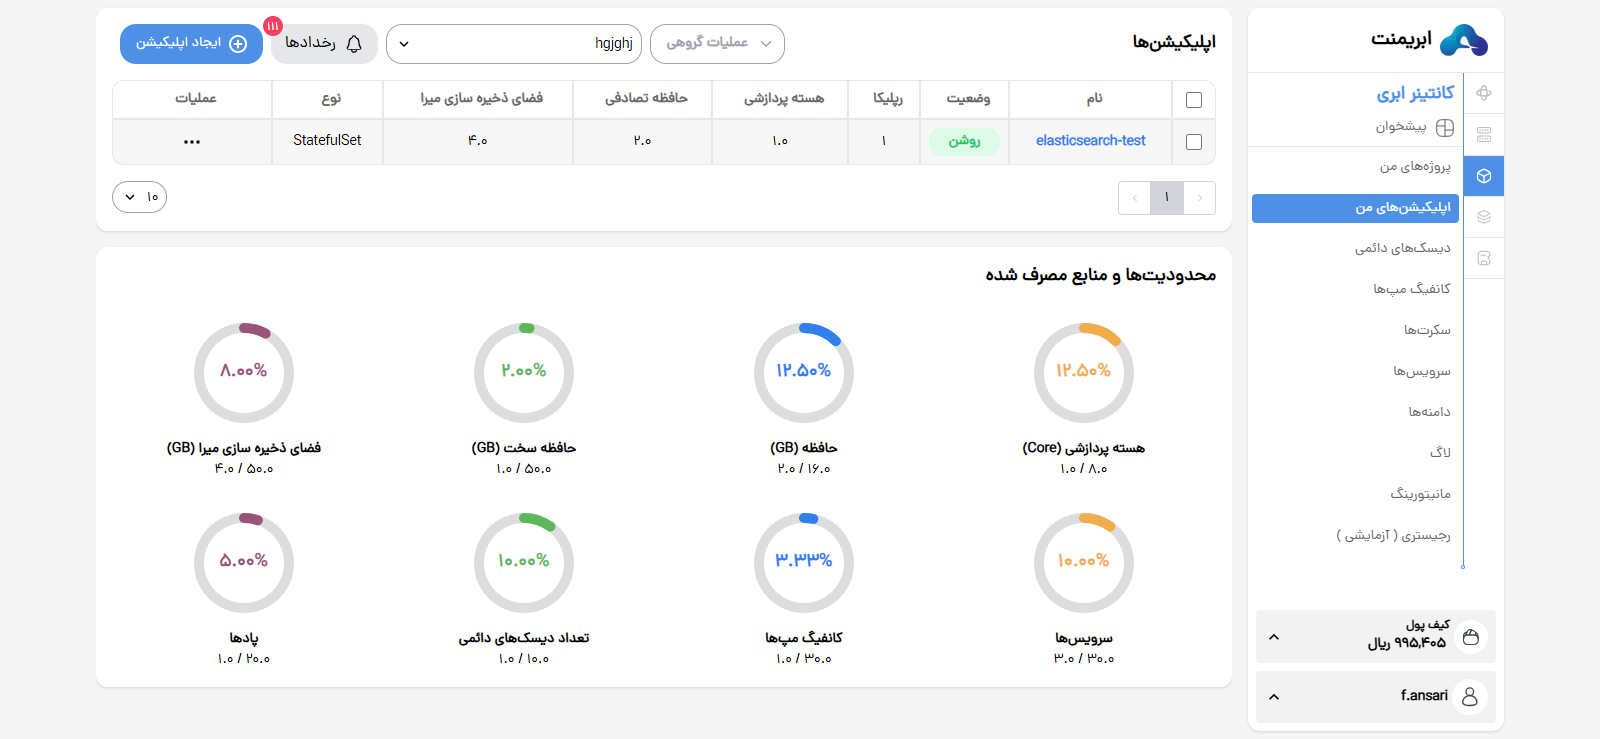 ابریمنت
کانتینر ابری
پیشخوان
پروژه‌های من
اپلیکیشن‌های من
دیسک‌های دائمی
کانفیگ مپ‌ها
سکرت‌ها
سرویس‌ها
دامنه‌ها
لاگ
مانیتورینگ
رجیستری ( آزمایشی )
کیف پول
۹۹۵,۴۰۵ ریال
f.ansari
اپلیکیشن‌ها
عملیات گروهی
hgjghj
رخدادها
۱۱۱
ایجاد اپلیکیشن
نام وضعیت رپلیکا هسته پردازشی حافظه تصادفی فضای ذخیره سازی میرا نوع عملیات
elasticsearch-test روشن ۱ ۱.۰ ۲.۰ ۴.۰ StatefulSet
۱
۱۰
محدودیت‌ها و منابع مصرف شده
۱۲.۵۰% ۱۲.۵۰% ۲.۰۰% ۸.۰۰%
هسته پردازشی (Core) حافظه (GB) حافظه سخت (GB) فضای ذخیره سازی میرا (GB)
۱.۰ / ۸.۰ ۲.۰ / ۱۶.۰ ۱.۰ / ۵۰.۰ ۴.۰ / ۵۰.۰
۱۰.۰۰% ۳.۳۳% ۱۰.۰۰% ۵.۰۰%
سرویس‌ها کانفیگ مپ‌ها تعداد دیسک‌های دائمی پادها
۳.۰ / ۳۰.۰ ۱.۰ / ۳۰.۰ ۱.۰ / ۱۰.۰ ۱.۰ / ۲۰.۰